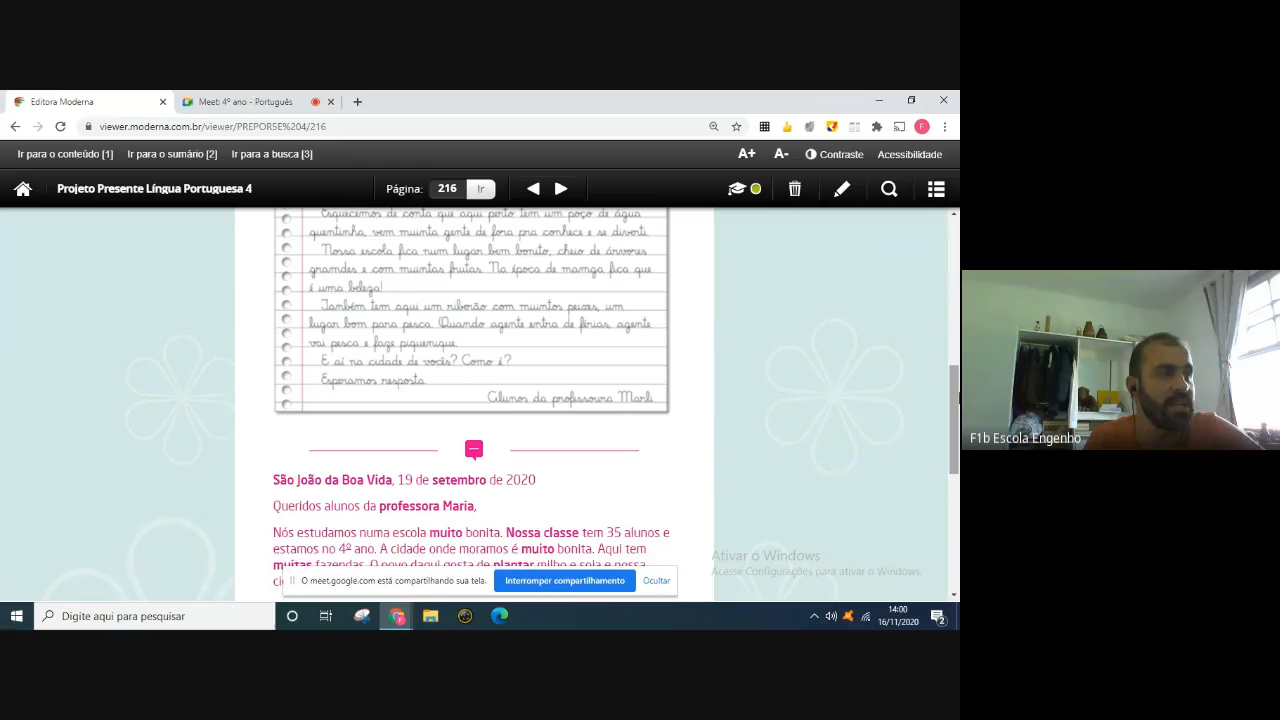 Editora Moderna
Meet: 4º ano - Português
viewer.moderna.com.br/viewer/PREPOR5E%204/216
Ir para o conteúdo [1] Ir para o sumário [2] Ir para a busca [3]
A+ A- Contraste Acessibilidade
Projeto Presente Língua Portuguesa 4
Página: 216 Ir
Esquecemos de conta que aqui perto tem um poço de água
quentinha, vem muinta gente de fora pra conhece e se diverti.
Nossa escola fica num lugar bem bonito, cheio de árvores
grandes e com muintas frutas. Na época de mamga fica que
é uma beleza!
Também tem aqui um riborão com muintos peixes, um
lugar bom para pesca. Quando agente entra de férias, agente
vai pesca e faze piquenique.
E aí na cidade de vocês? Como é?
Esperamos resposta.
Alunos da professoura Marli
São João da Boa Vida, 19 de setembro de 2020
Queridos alunos da professora Maria,
Nós estudamos numa escola muito bonita. Nossa classe tem 35 alunos e
estamos no 4º ano. A cidade onde moramos é muito bonita. Aqui tem
muitas fazendas. O povo daqui gosta de plantar milho e soja e nossa
O meet.google.com está compartilhando sua tela. Interromper compartilhamento Ocultar
Ativar o Windows
Acesse Configurações para ativar o Windows.
F1b Escola Engenho
Digite aqui para pesquisar
14:00
16/11/2020
2
F